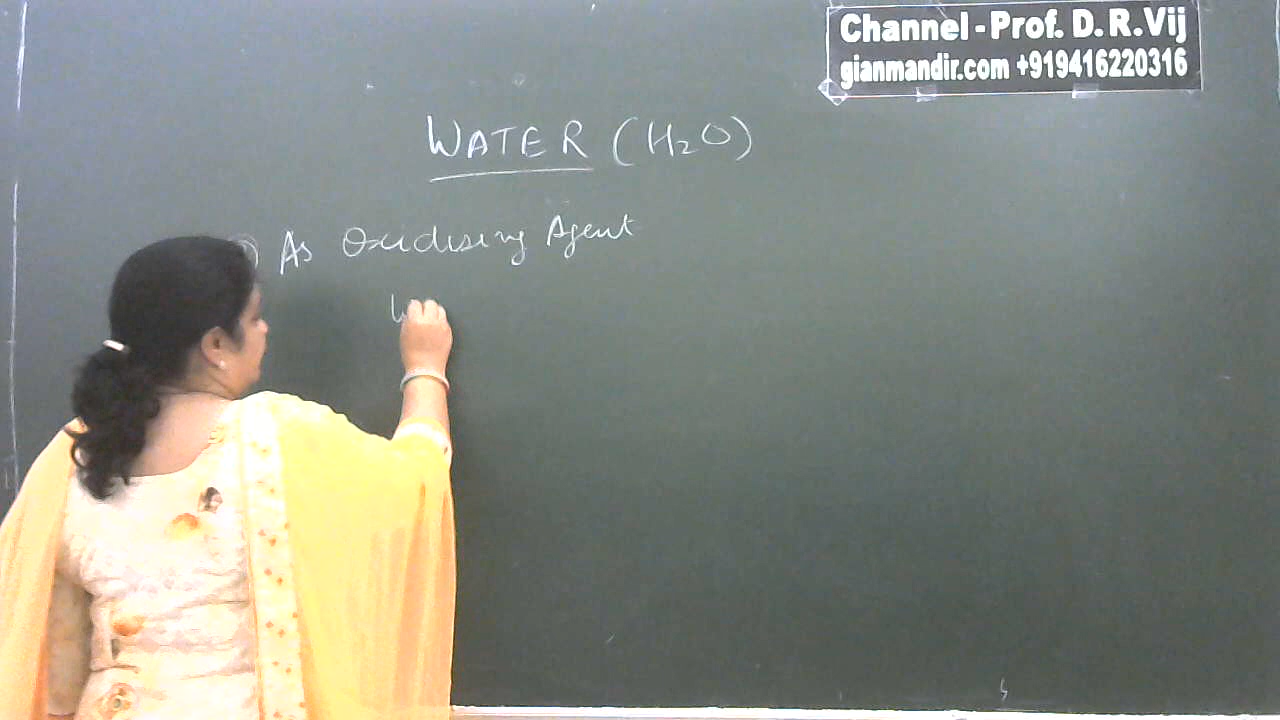 Channel - Prof. D. R. Vij
gianmandir.com +919416220316
WATER (H₂O)
As Oxidising Agent